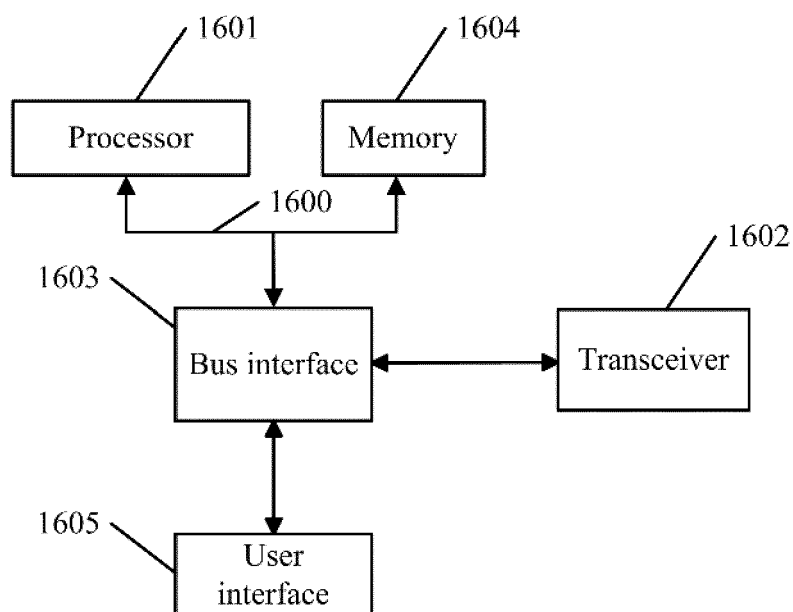 1601
1604
Processor
Memory
1600
1602
1603
Bus interface
Transceiver
1605
User
interface